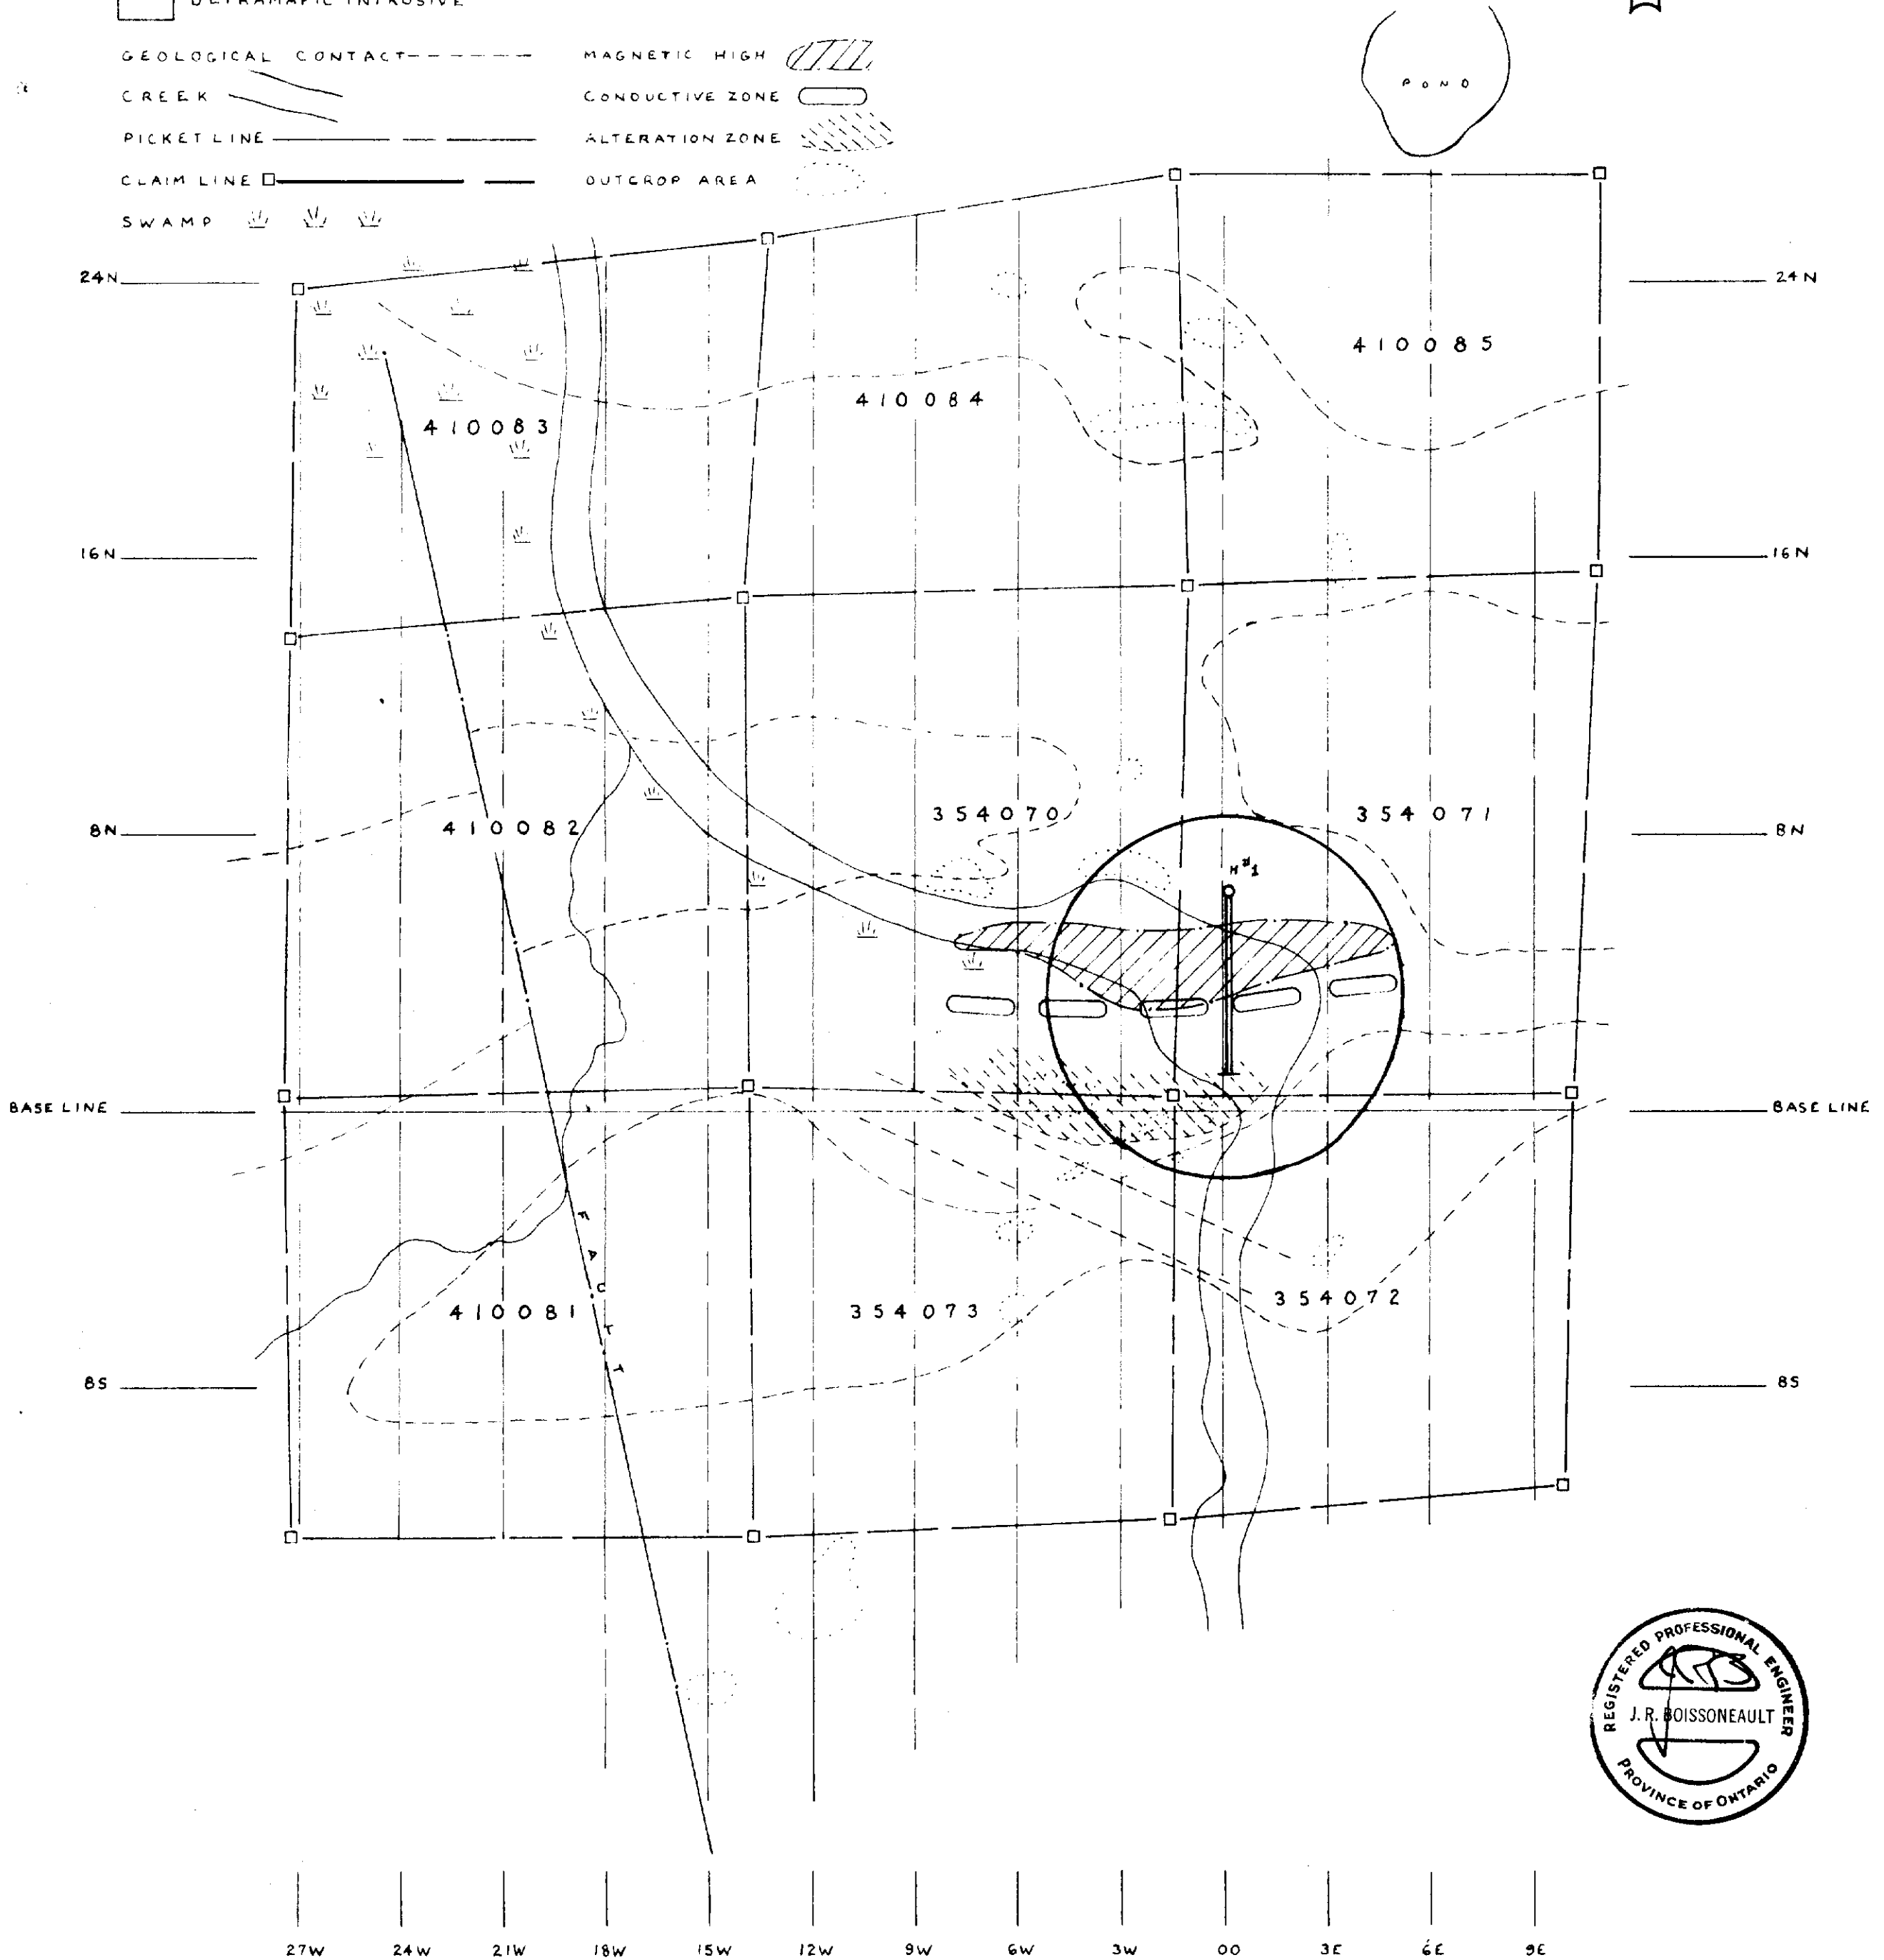 ULTRAMAFIC INTRUSIVE
GEOLOGICAL CONTACT
MAGNETIC HIGH
CREEK
CONDUCTIVE ZONE
PICKET LINE
ALTERATION ZONE
CLAIM LINE
OUTCROP AREA
SWAMP
POND
24N
24N
410085
410084
410083
16N
16N
8N
410082
354070
354071
8N
H#1
BASE LINE
BASE LINE
FAULT
410081
354073
354072
8S
8S
REGISTERED PROFESSIONAL ENGINEER
J. R. BOISSONEAULT
PROVINCE OF ONTARIO
27W 24W 21W 18W 15W 12W 9W 6W 3W 00 3E 6E 9E